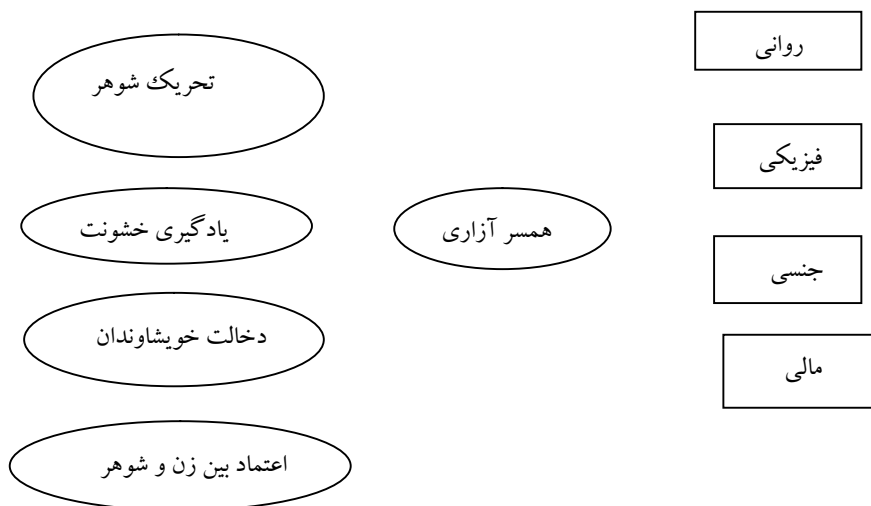 روانی
تحریک شوهر
فیزیکی
یادگیری خشونت
همسر آزاری
جنسی
دخالت خویشاوندان
مالی
اعتماد بین زن و شوهر